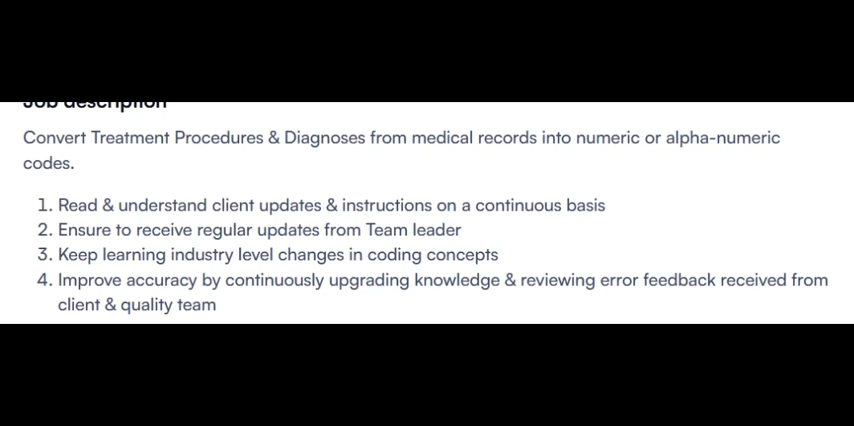 Job description
Convert Treatment Procedures & Diagnoses from medical records into numeric or alpha-numeric
codes.
1. Read & understand client updates & instructions on a continuous basis
2. Ensure to receive regular updates from Team leader
3. Keep learning industry level changes in coding concepts
4. Improve accuracy by continuously upgrading knowledge & reviewing error feedback received from
client & quality team